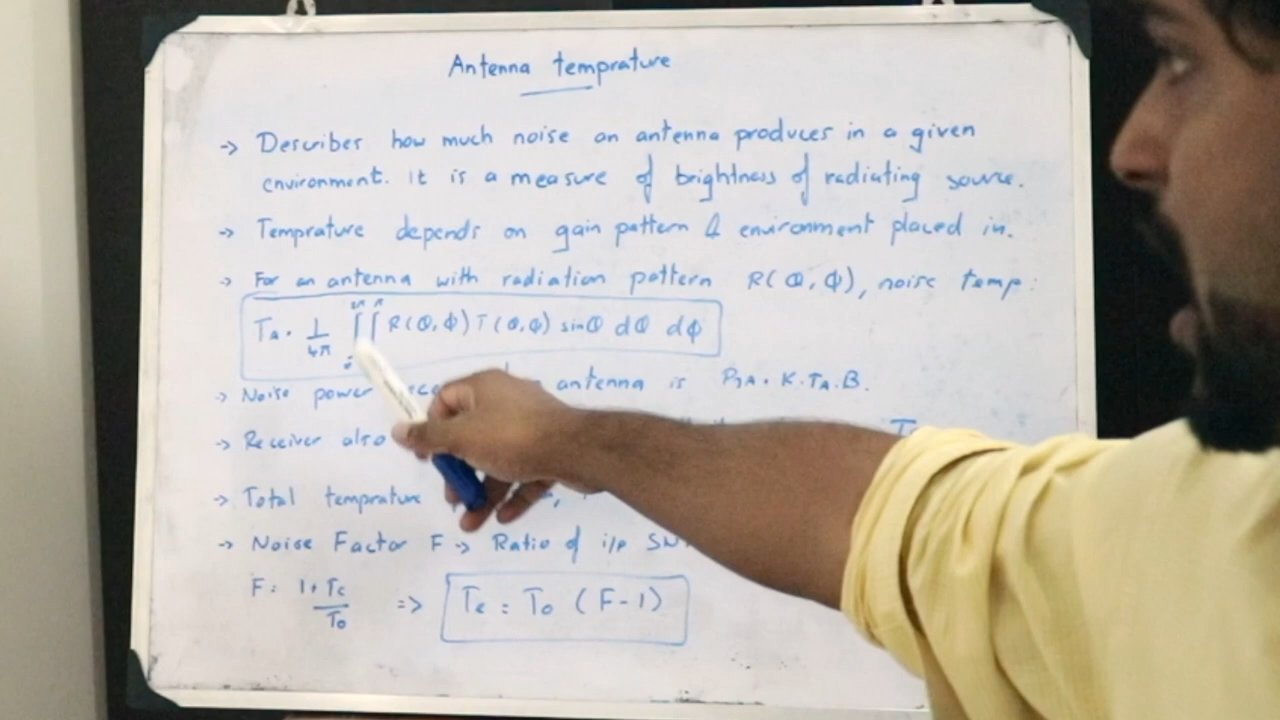 Antenna temprature
-> Describes how much noise an antenna produces in a given
environment. It is a measure of brightness of radiating source.
-> Temprature depends on gain pattern & environment placed in.
-> For an antenna with radiation pattern R(θ, ϕ), noise temp:
TA = 1/4π ∫∫ R(θ, ϕ) T(θ, ϕ) sinθ dθ dϕ
-> Noise power antenna is PTA = K.TA.B.
-> Receiver also
-> Total temprature
-> Noise Factor F -> Ratio of i/p
F = 1 + Te/To => Te = To (F-1)